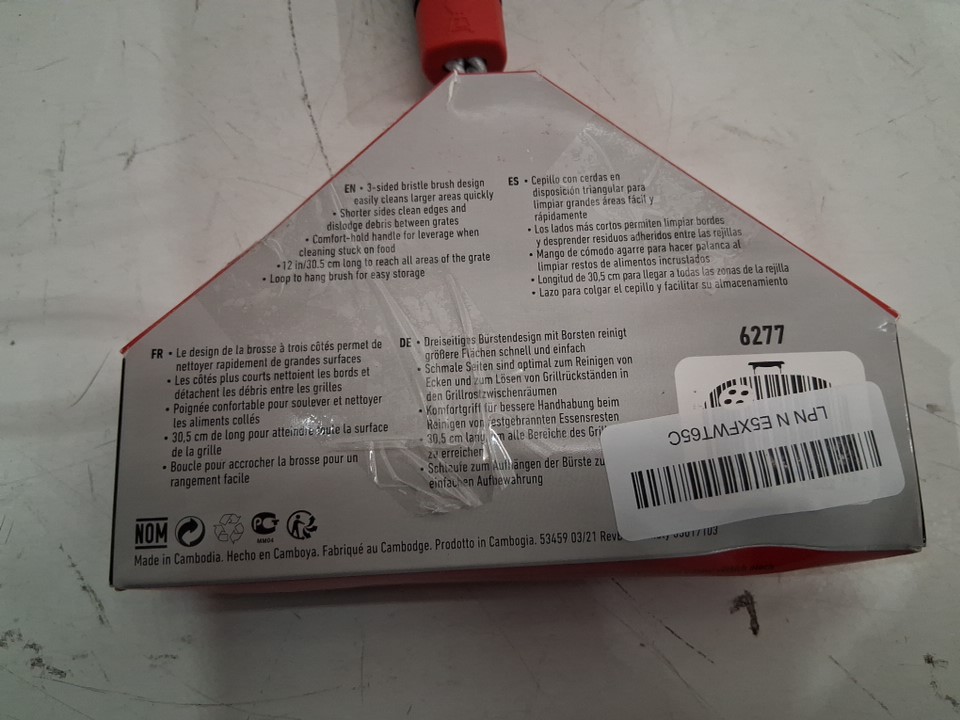 EN • 3-sided bristle brush design
easily cleans larger areas quickly
• Shorter sides clean edges and
dislodge debris between grates
• Comfort-hold handle for leverage when
cleaning stuck on food
• 12 in/30.5 cm long to reach all areas of the grate
• Loop to hang brush for easy storage
ES • Cepillo con cerdas en
disposición triangular para
limpiar grandes áreas fácil y
rápidamente
• Los lados más cortos permiten limpiar bordes
y desprender residuos adheridos entre las rejillas
• Mango de cómodo agarre para hacer palanca al
limpiar restos de alimentos incrustados
• Longitud de 30,5 cm para llegar a todas las zonas de la rejilla
• Lazo para colgar el cepillo y facilitar su almacenamiento
FR • Le design de la brosse à trois côtés permet de
nettoyer rapidement de grandes surfaces
• Les côtés plus courts nettoient les bords et
détachent les débris entre les grilles
• Poignée confortable pour soulever et nettoyer
les aliments collés
• 30,5 cm de long pour atteindre toute la surface
de la grille
• Boucle pour accrocher la brosse pour un
rangement facile
DE • Dreiseitiges Bürstendesign mit Borsten reinigt
größere Flächen schnell und einfach
• Schmale Seiten sind optimal zum Reinigen von
Ecken und zum Lösen von Grillrückständen in
den Grillrostzwischenräumen
• Komfortgriff für bessere Handhabung beim
Reinigen von festgebrannten Essensresten
• 30,5 cm lang alle Bereiche des
zu erreichen
• Schlaufe zum Aufhängen der Bürste zu
einfachen Aufbewahrung
6277
LPN N E5XFWT65C
NOM
MM04
Made in Cambodia. Hecho en Camboya. Fabriqué au Cambodge. Prodotto in Cambogia. 53459 03/21